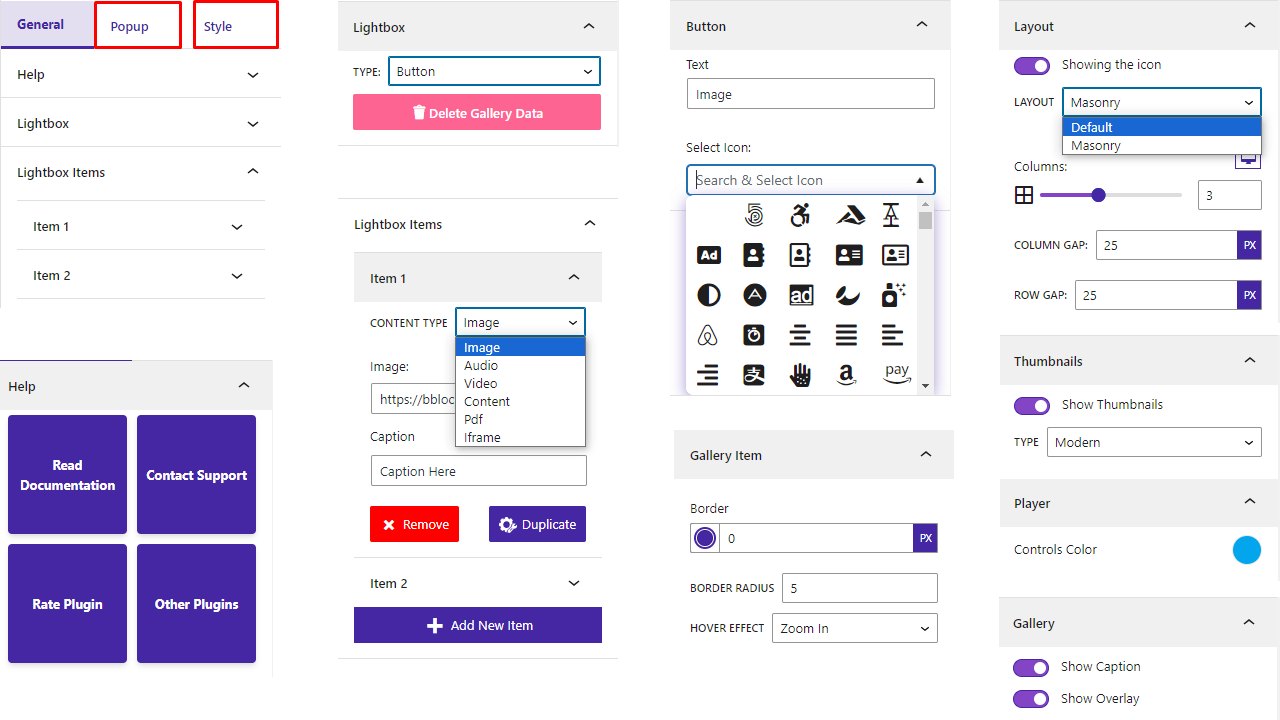 General
Popup
Style
Help
Lightbox
Lightbox Items
Item 1
Item 2
Help
Read
Documentation
Contact Support
Rate Plugin
Other Plugins
Lightbox
TYPE: Button
Delete Gallery Data
Lightbox Items
Item 1
CONTENT TYPE Image
Image
Audio
Video
Content
Pdf
Iframe
Image:
https://bbloc
Caption
Caption Here
Remove
Duplicate
Item 2
Add New Item
Button
Text
Image
Select Icon:
Search & Select Icon
Ad
ad
pay
Gallery Item
Border
0 PX
BORDER RADIUS 5
HOVER EFFECT Zoom In
Layout
Showing the icon
LAYOUT Masonry
Default
Masonry
Columns:
3
COLUMN GAP: 25 PX
ROW GAP: 25 PX
Thumbnails
Show Thumbnails
TYPE Modern
Player
Controls Color
Gallery
Show Caption
Show Overlay